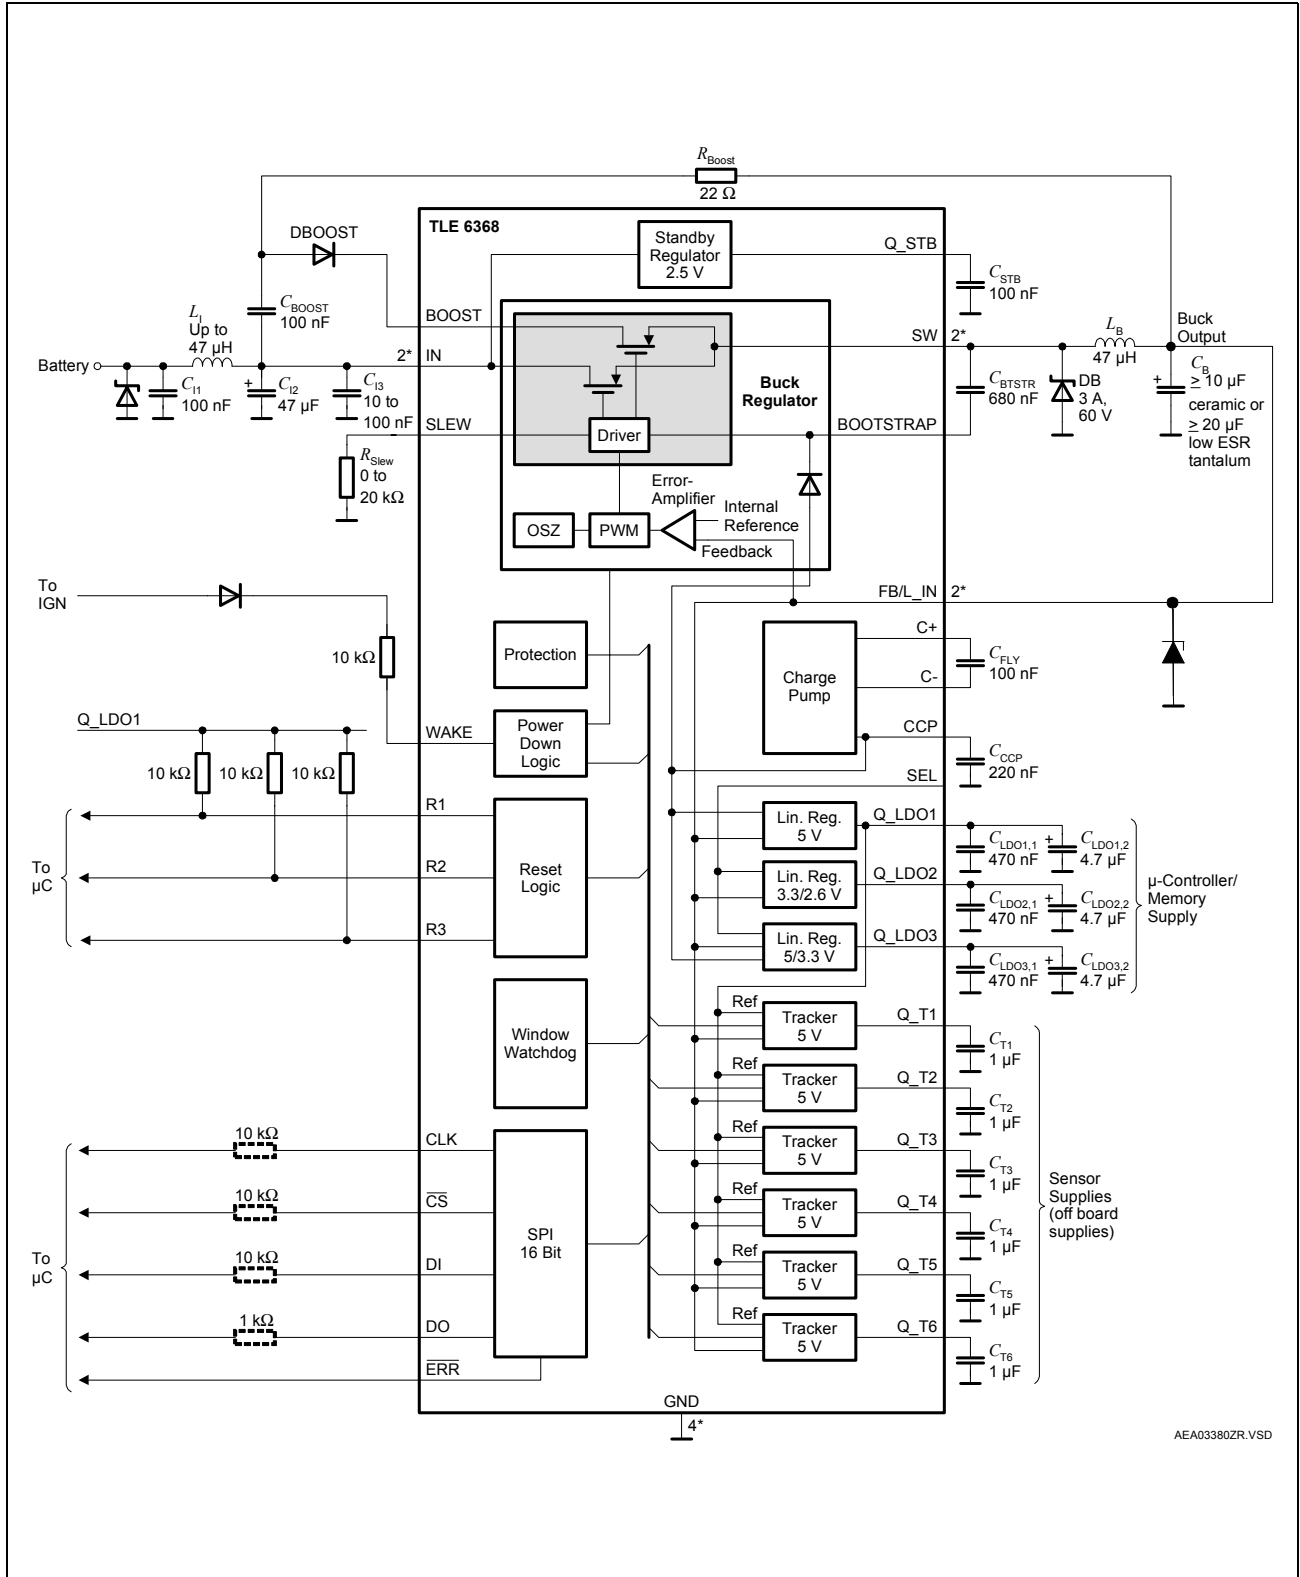 R_Boost
22 Ω
TLE 6368
DBOOST
Standby
Regulator
2.5 V
Q_STB
C_STB
100 nF
C_BOOST
100 nF
BOOST
L_I
Up to
47 µH
Battery
2* IN
SW 2*
L_B
47 µH
Buck
Output
C_I1
100 nF
+
C_I2
47 µF
C_I3
10 to
100 nF
Buck
Regulator
C_BTSTR
680 nF
DB
3 A,
60 V
+
C_B
≥ 10 µF
ceramic or
≥ 20 µF
low ESR
tantalum
SLEW
Driver
BOOTSTRAP
R_Slew
0 to
20 kΩ
Error-
Amplifier
Internal
Reference
OSZ
PWM
Feedback
To
IGN
FB/L_IN 2*
10 kΩ
Protection
Charge
Pump
C+
C-
C_FLY
100 nF
Q_LDO1
WAKE
Power
Down
Logic
CCP
C_CCP
220 nF
10 kΩ
10 kΩ
10 kΩ
SEL
R1
R2
R3
To
µC
Reset
Logic
Lin. Reg.
5 V
Q_LDO1
C_LDO1,1
470 nF
+
C_LDO1,2
4.7 µF
Lin. Reg.
3.3/2.6 V
Q_LDO2
C_LDO2,1
470 nF
+
C_LDO2,2
4.7 µF
Lin. Reg.
5/3.3 V
Q_LDO3
C_LDO3,1
470 nF
+
C_LDO3,2
4.7 µF
µ-Controller/
Memory
Supply
Window
Watchdog
Ref
Tracker
5 V
Q_T1
C_T1
1 µF
Ref
Tracker
5 V
Q_T2
C_T2
1 µF
Ref
Tracker
5 V
Q_T3
C_T3
1 µF
Ref
Tracker
5 V
Q_T4
C_T4
1 µF
Ref
Tracker
5 V
Q_T5
C_T5
1 µF
Ref
Tracker
5 V
Q_T6
C_T6
1 µF
Sensor
Supplies
(off board
supplies)
10 kΩ
CLK
10 kΩ
C̅S̅
10 kΩ
DI
1 kΩ
DO
E̅R̅R̅
To
µC
SPI
16 Bit
GND
4*
AEA03380ZR.VSD